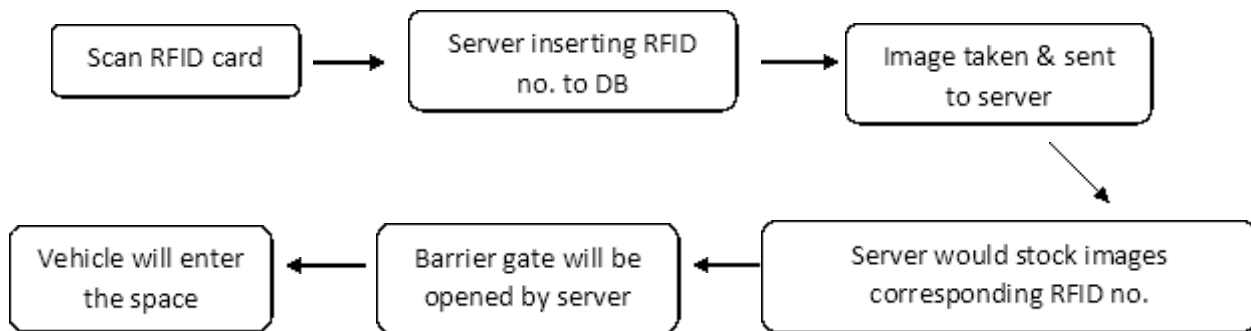 Scan RFID card
Server inserting RFID
no. to DB
Image taken & sent
to server
Server would stock images
corresponding RFID no.
Barrier gate will be
opened by server
Vehicle will enter
the space